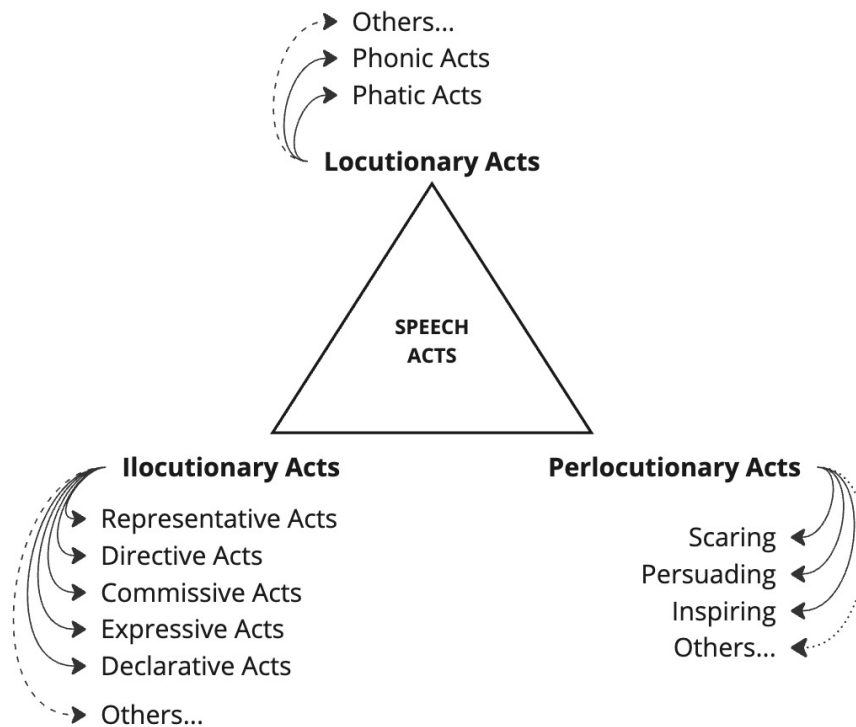 Others...
Phonic Acts
Phatic Acts
Locutionary Acts
SPEECH
ACTS
Ilocutionary Acts
Representative Acts
Directive Acts
Commissive Acts
Expressive Acts
Declarative Acts
Others...
Perlocutionary Acts
Scaring
Persuading
Inspiring
Others...